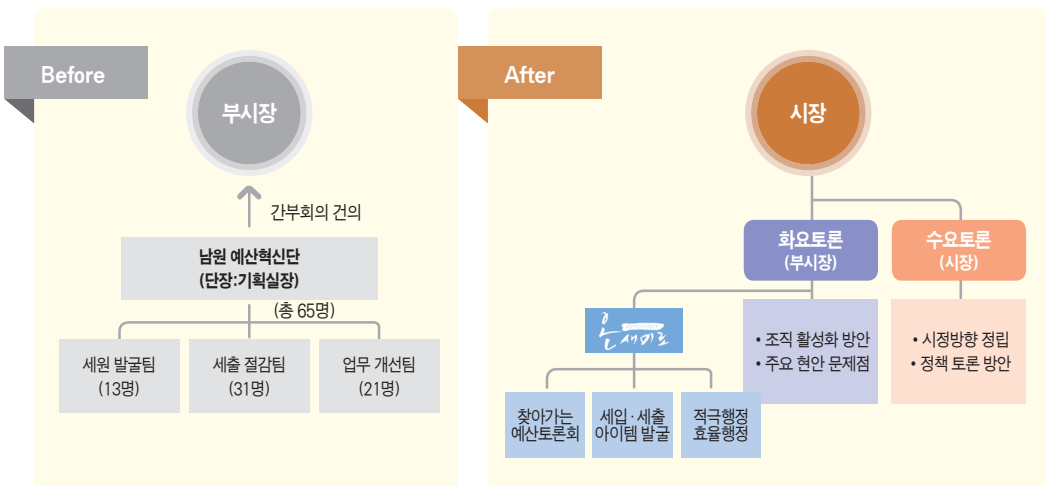 Before
부시장
간부회의 건의
남원 예산혁신단
(단장:기획실장)
(총 65명)
세원 발굴팀
(13명)
세출 절감팀
(31명)
업무 개선팀
(21명)
After
시장
화요토론
(부시장)
수요토론
(시장)
• 조직 활성화 방안
• 주요 현안 문제점
• 시정방향 정립
• 정책 토론 방안
온새미로
찾아가는
예산토론회
세입·세출
아이템 발굴
적극행정
효율행정